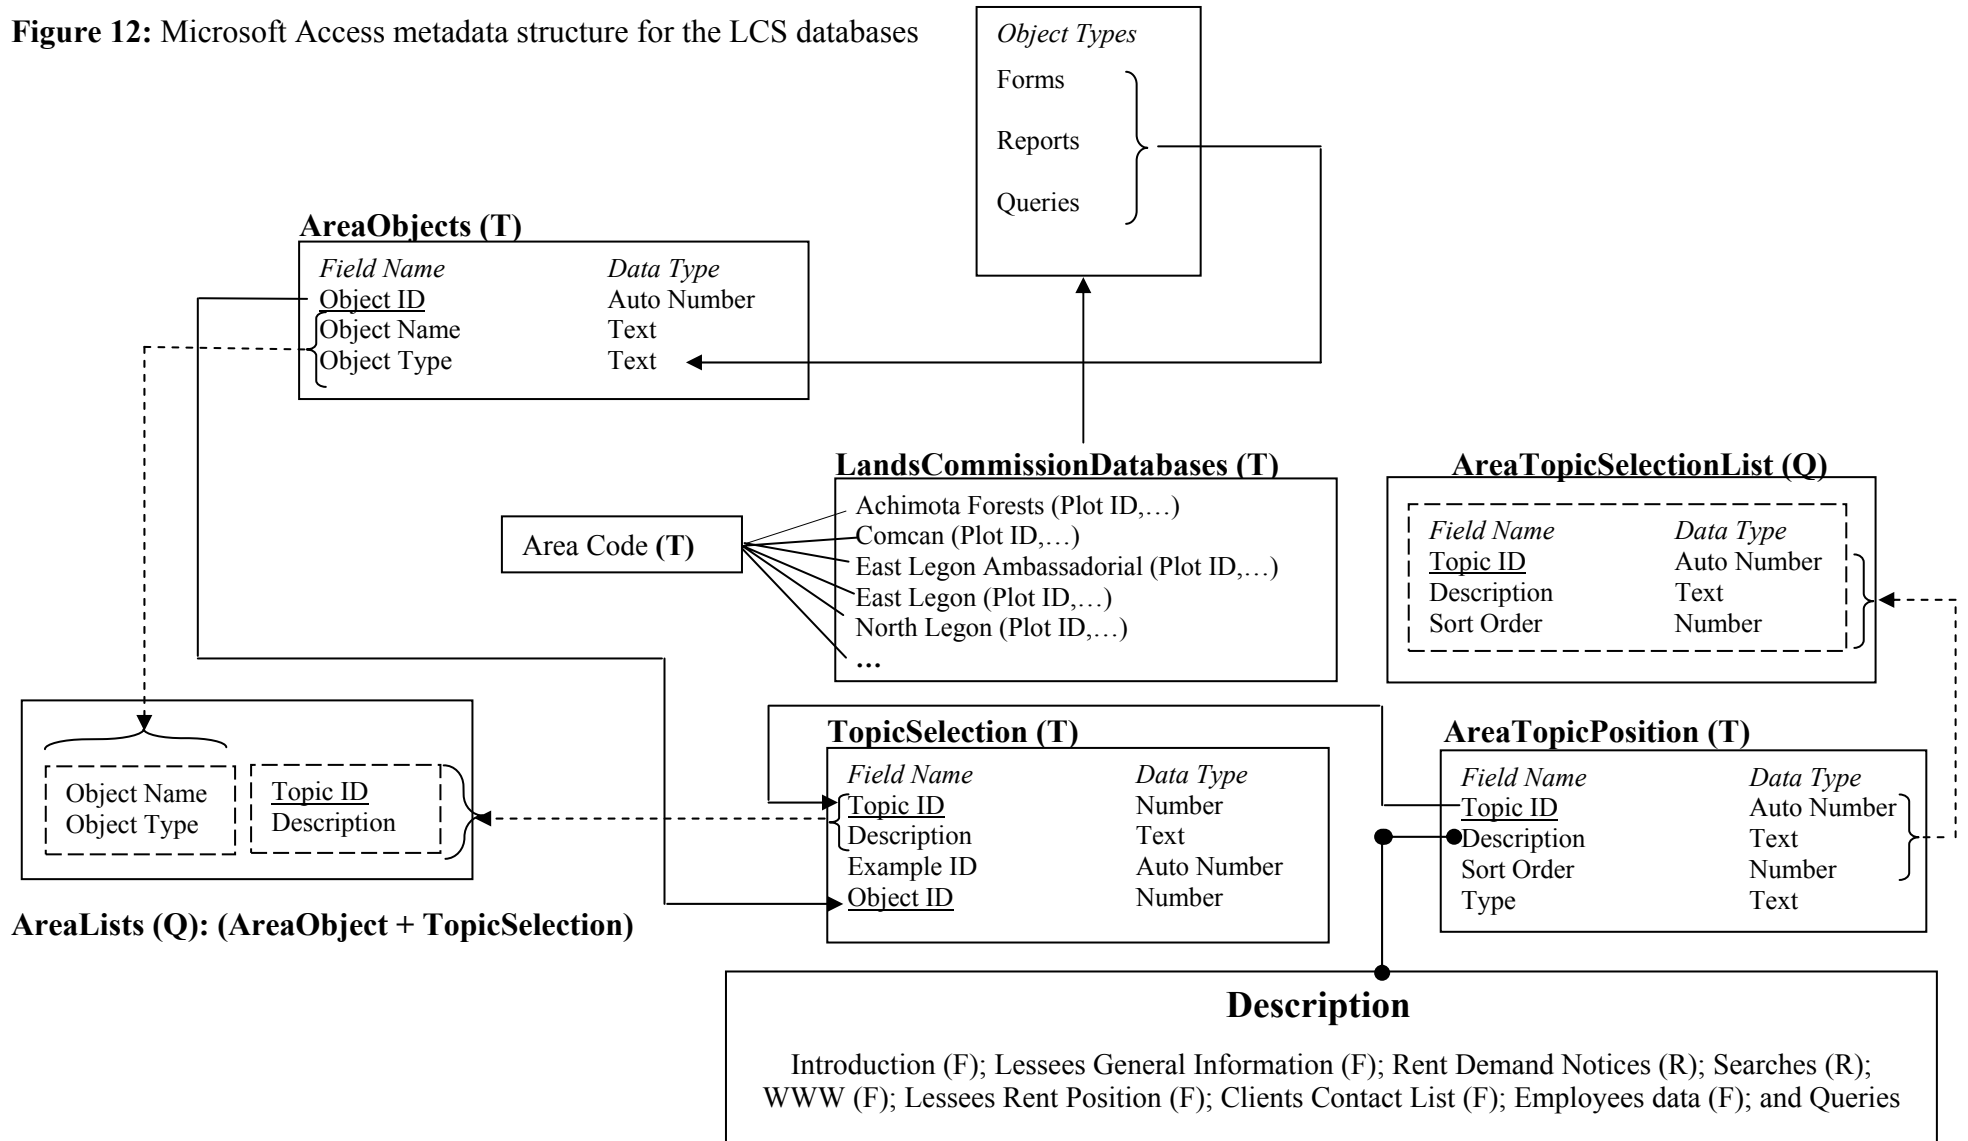 Figure 12: Microsoft Access metadata structure for the LCS databases
Object Types
Forms
Reports
Queries
AreaObjects (T)
Field Name Data Type
Object ID Auto Number
Object Name Text
Object Type Text
LandsCommissionDatabases (T)
Achimota Forests (Plot ID,…)
Comcan (Plot ID,…)
East Legon Ambassadorial (Plot ID,…)
East Legon (Plot ID,…)
North Legon (Plot ID,…)
…
Area Code (T)
AreaTopicSelectionList (Q)
Field Name Data Type
Topic ID Auto Number
Description Text
Sort Order Number
Object Name
Object Type
Topic ID
Description
AreaLists (Q): (AreaObject + TopicSelection)
TopicSelection (T)
Field Name Data Type
Topic ID Number
Description Text
Example ID Auto Number
Object ID Number
AreaTopicPosition (T)
Field Name Data Type
Topic ID Auto Number
Description Text
Sort Order Number
Type Text
Description
Introduction (F); Lessees General Information (F); Rent Demand Notices (R); Searches (R);
WWW (F); Lessees Rent Position (F); Clients Contact List (F); Employees data (F); and Queries